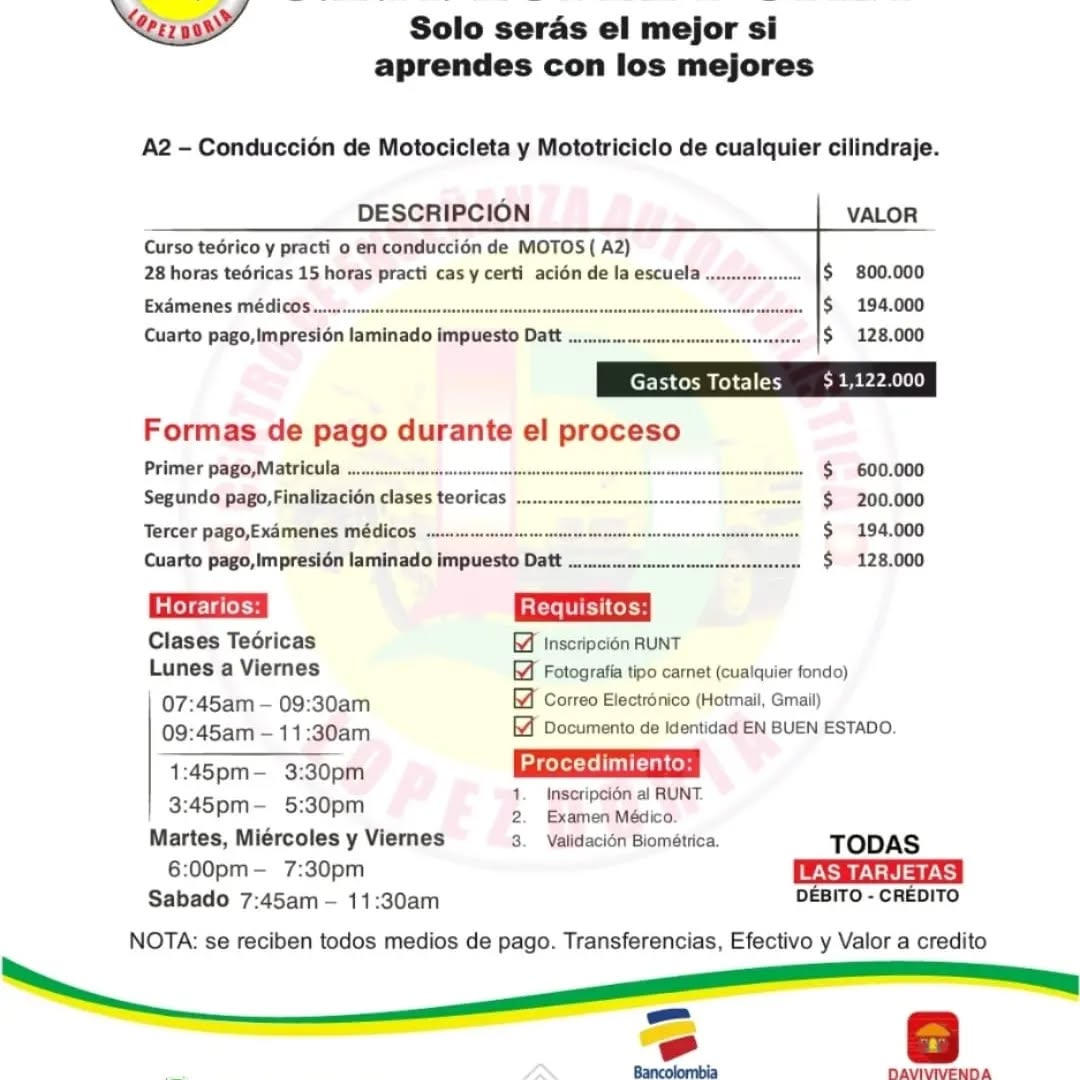 LOPEZ DORIA
Solo serás el mejor si
aprendes con los mejores
A2 – Conducción de Motocicleta y Mototriciclo de cualquier cilindraje.
DESCRIPCIÓN VALOR
Curso teórico y practi o en conducción de MOTOS ( A2)
28 horas teóricas 15 horas practi cas y certi ación de la escuela .................. $ 800.000
Exámenes médicos........................................................................ $ 194.000
Cuarto pago,Impresión laminado impuesto Datt ........................................ $ 128.000
Gastos Totales $ 1,122.000
Formas de pago durante el proceso
Primer pago,Matricula ........................................................................ $ 600.000
Segundo pago,Finalización clases teoricas ................................................ $ 200.000
Tercer pago,Exámenes médicos ............................................................ $ 194.000
Cuarto pago,Impresión laminado impuesto Datt ........................................ $ 128.000
Horarios:
Clases Teóricas
Lunes a Viernes
07:45am – 09:30am
09:45am – 11:30am
1:45pm – 3:30pm
3:45pm – 5:30pm
Martes, Miércoles y Viernes
6:00pm – 7:30pm
Sabado 7:45am – 11:30am
Requisitos:
Inscripción RUNT
Fotografía tipo carnet (cualquier fondo)
Correo Electrónico (Hotmail, Gmail)
Documento de Identidad EN BUEN ESTADO.
Procedimiento:
1. Inscripción al RUNT.
2. Examen Médico.
3. Validación Biométrica.
TODAS
LAS TARJETAS
DÉBITO - CRÉDITO
NOTA: se reciben todos medios de pago. Transferencias, Efectivo y Valor a credito
Bancolombia
DAVIVIVENDA
CENTRO DE ENSEÑANZA AUTOMOVILISTICO
LOPEZ DORIA